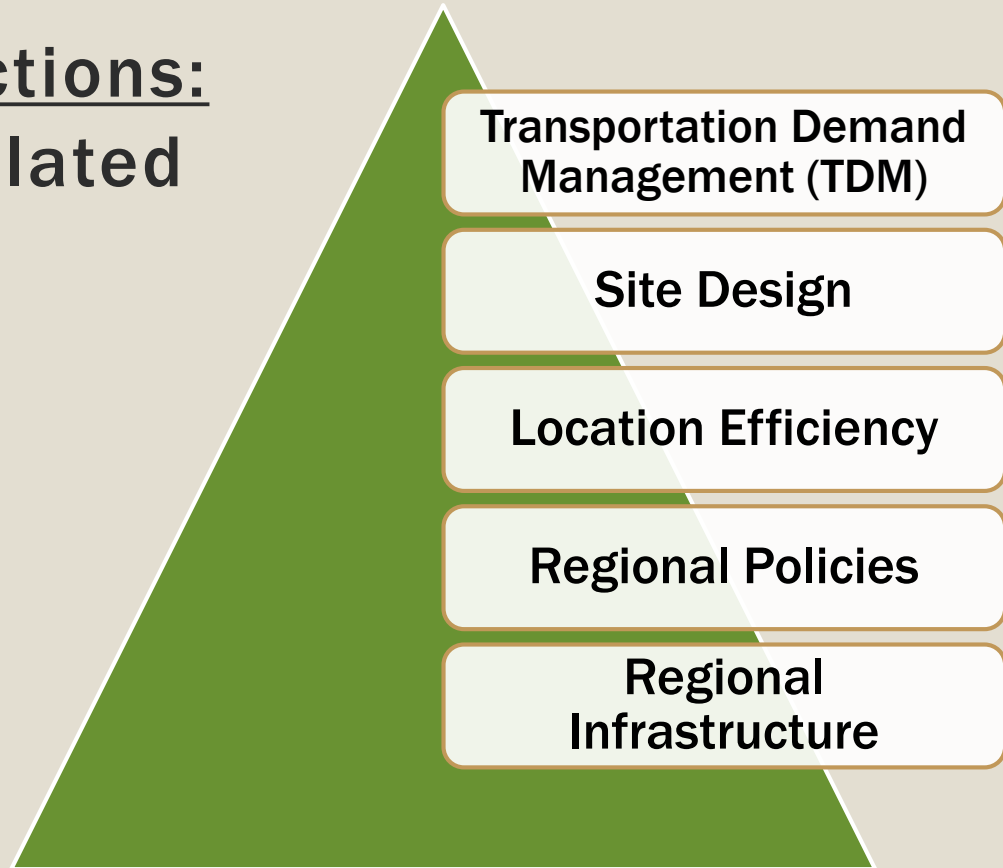 ctions:
lated
Transportation Demand
Management (TDM)
Site Design
Location Efficiency
Regional Policies
Regional
Infrastructure